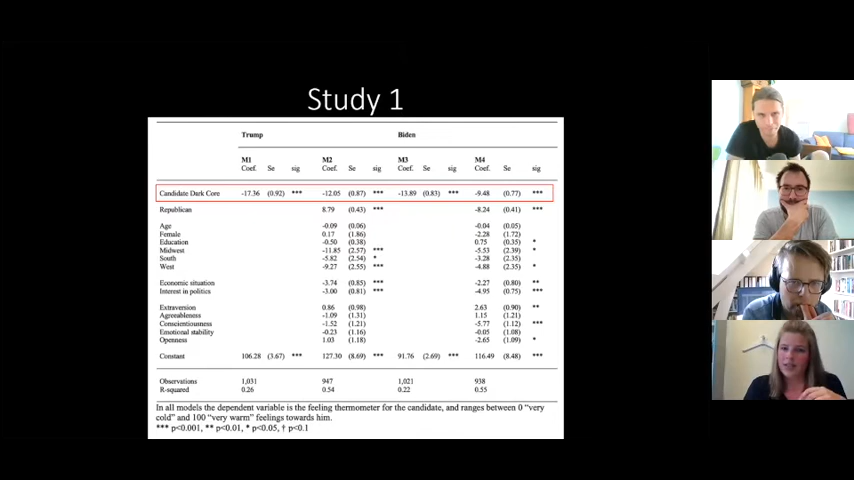 Study 1
Trump Biden
M1 M2 M3 M4
Coef. Se sig Coef. Se sig Coef. Se sig Coef. Se sig
Candidate Dark Core -17.36 (0.92) *** -12.05 (0.87) *** -13.89 (0.83) *** -9.48 (0.77) ***
Republican 8.79 (0.43) *** -8.24 (0.41) ***
Age -0.09 (0.06) -0.04 (0.05)
Female 0.17 (1.86) -2.28 (1.72)
Education -0.50 (0.38) 0.75 (0.35) *
Midwest -11.85 (2.57) *** -5.53 (2.39) *
South -5.82 (2.54) * -3.28 (2.35)
West -9.27 (2.55) *** -4.88 (2.35) *
Economic situation -3.74 (0.85) *** -2.27 (0.80) **
Interest in politics -3.00 (0.81) *** -4.95 (0.75) ***
Extraversion 0.86 (0.98) 2.63 (0.90) **
Agreeableness -1.09 (1.31) 1.15 (1.21)
Conscientiousness -1.52 (1.21) -5.77 (1.12) ***
Emotional stability -0.23 (1.16) -0.05 (1.08)
Openness 1.03 (1.18) -2.65 (1.09) *
Constant 106.28 (3.67) *** 127.30 (8.69) *** 91.76 (2.69) *** 116.49 (8.48) ***
Observations 1,031 947 1,021 938
R-squared 0.26 0.54 0.22 0.55
In all models the dependent variable is the feeling thermometer for the candidate, and ranges between 0 “very
cold” and 100 “very warm” feelings towards him.
*** p<0.001, ** p<0.01, * p<0.05, † p<0.1